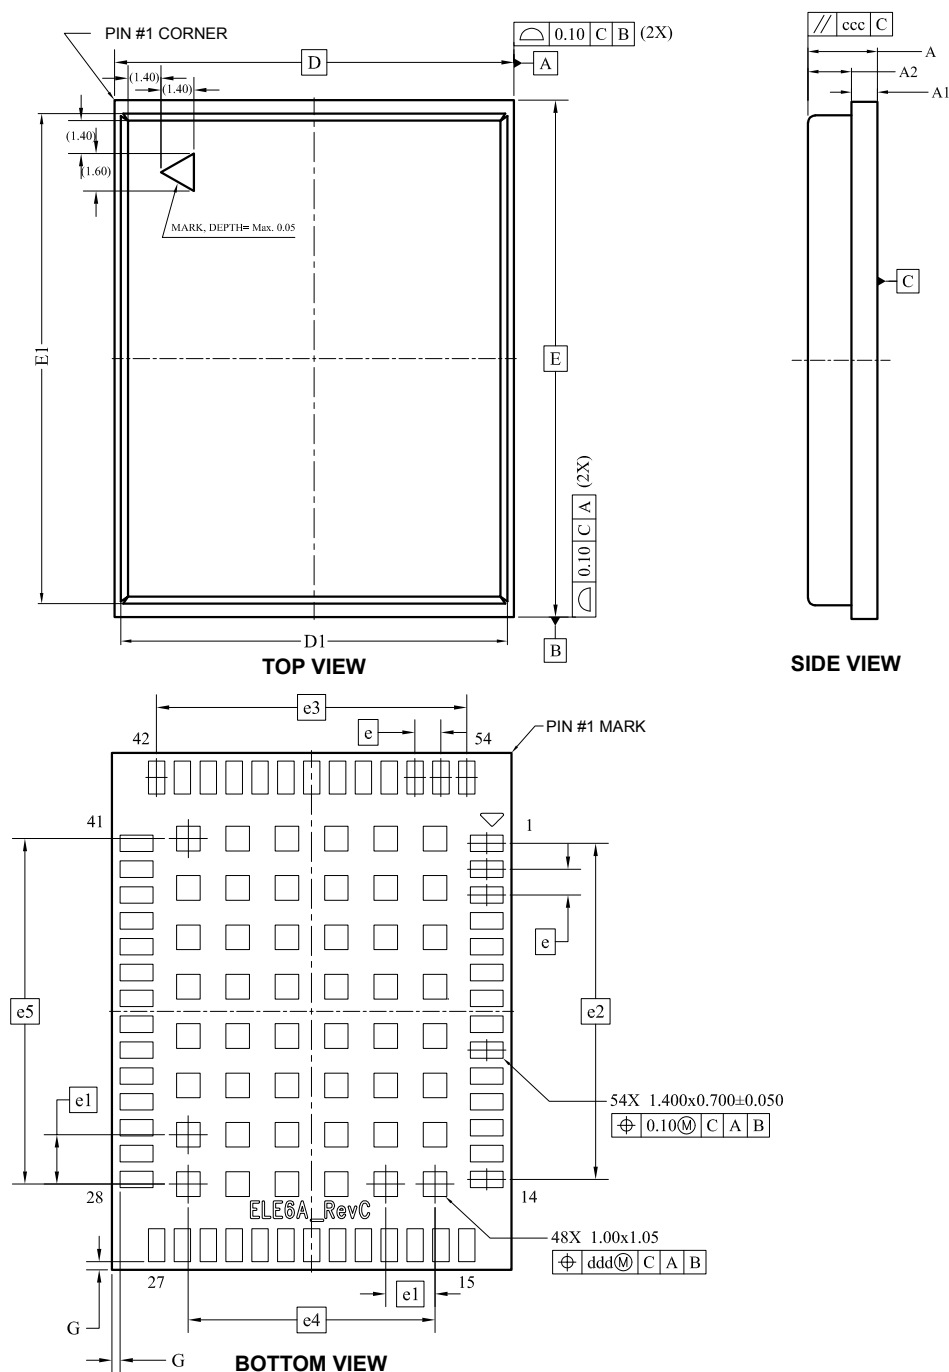 PIN #1 CORNER
D
⌓ 0.10 C B (2X)
A
(1.40)
(1.40)
(1.40)
(1.60)
MARK, DEPTH= Max. 0.05
E1
E
⌓ 0.10 C A (2X)
D1
B
TOP VIEW
// ccc C
A
A2
A1
C
SIDE VIEW
e3
e
42
54
PIN #1 MARK
41
1
e
e5
e2
e1
54X 1.400x0.700±0.050
⌖ 0.10Ⓜ C A B
28
14
ELE6A_RevC
48X 1.00x1.05
⌖ dddⓂ C A B
27
15
e1
e4
G
G
BOTTOM VIEW